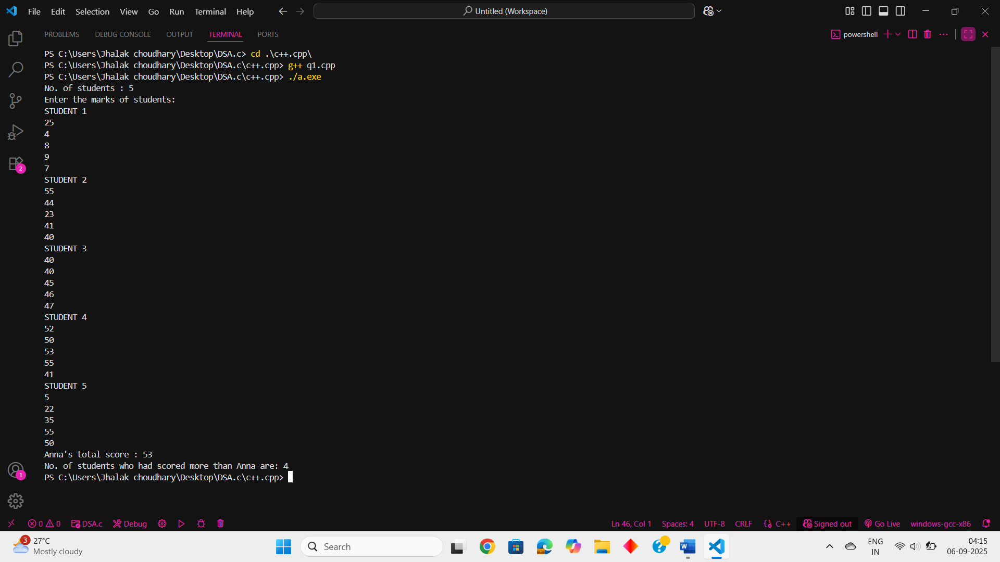 File Edit Selection View Go Run Terminal Help Untitled (Workspace)
PROBLEMS DEBUG CONSOLE OUTPUT TERMINAL PORTS powershell
PS C:\Users\Jhalak choudhary\Desktop\DSA.c> cd .\c++.cpp\
PS C:\Users\Jhalak choudhary\Desktop\DSA.c\c++.cpp> g++ q1.cpp
PS C:\Users\Jhalak choudhary\Desktop\DSA.c\c++.cpp> ./a.exe
No. of students : 5
Enter the marks of students:
STUDENT 1
25
4
8
9
7
STUDENT 2
55
44
23
41
40
STUDENT 3
40
40
45
46
47
STUDENT 4
52
50
53
55
41
STUDENT 5
5
22
35
55
50
Anna's total score : 53
No. of students who had scored more than Anna are: 4
PS C:\Users\Jhalak choudhary\Desktop\DSA.c\c++.cpp>
2
1
0 0 DSA.c Debug Ln 46, Col 1 Spaces: 4 UTF-8 CRLF C++ Signed out Go Live windows-gcc-x86
3
27°C
Mostly cloudy
Search
ENG
IN
04:15
06-09-2025